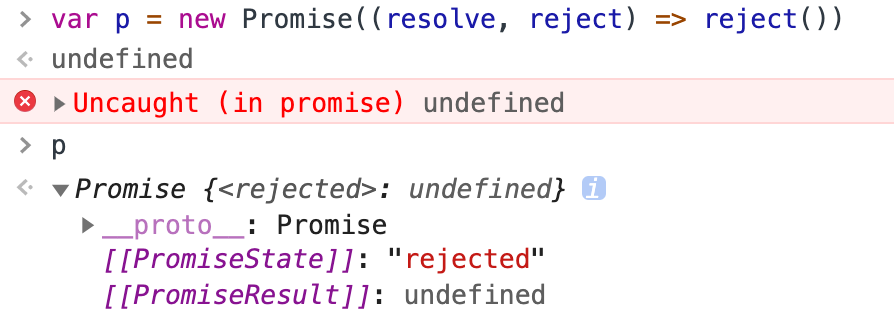 > var p = new Promise((resolve, reject) => reject())
undefined
Uncaught (in promise) undefined
> p
Promise {<rejected>: undefined} i
__proto__: Promise
[[PromiseState]]: "rejected"
[[PromiseResult]]: undefined